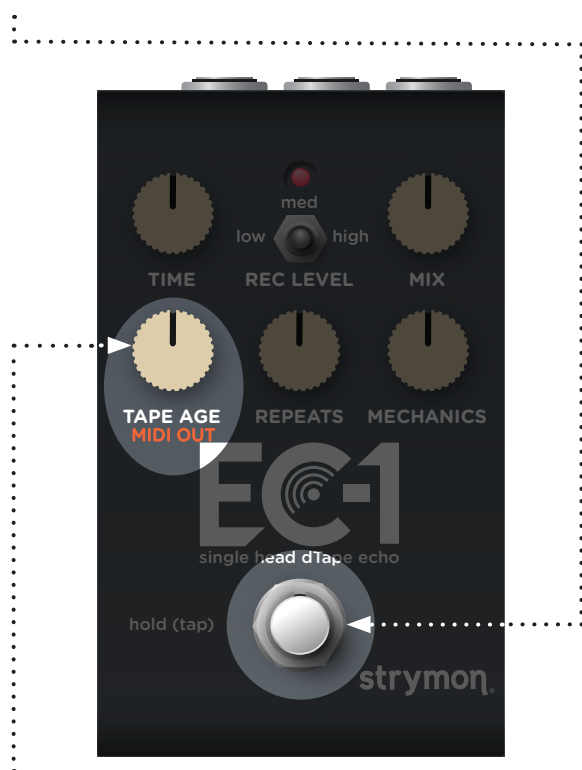 med
low high
TIME REC LEVEL MIX
TAPE AGE REPEATS MECHANICS
MIDI OUT
EC-1
single head dTape echo
hold (tap)
strymon®